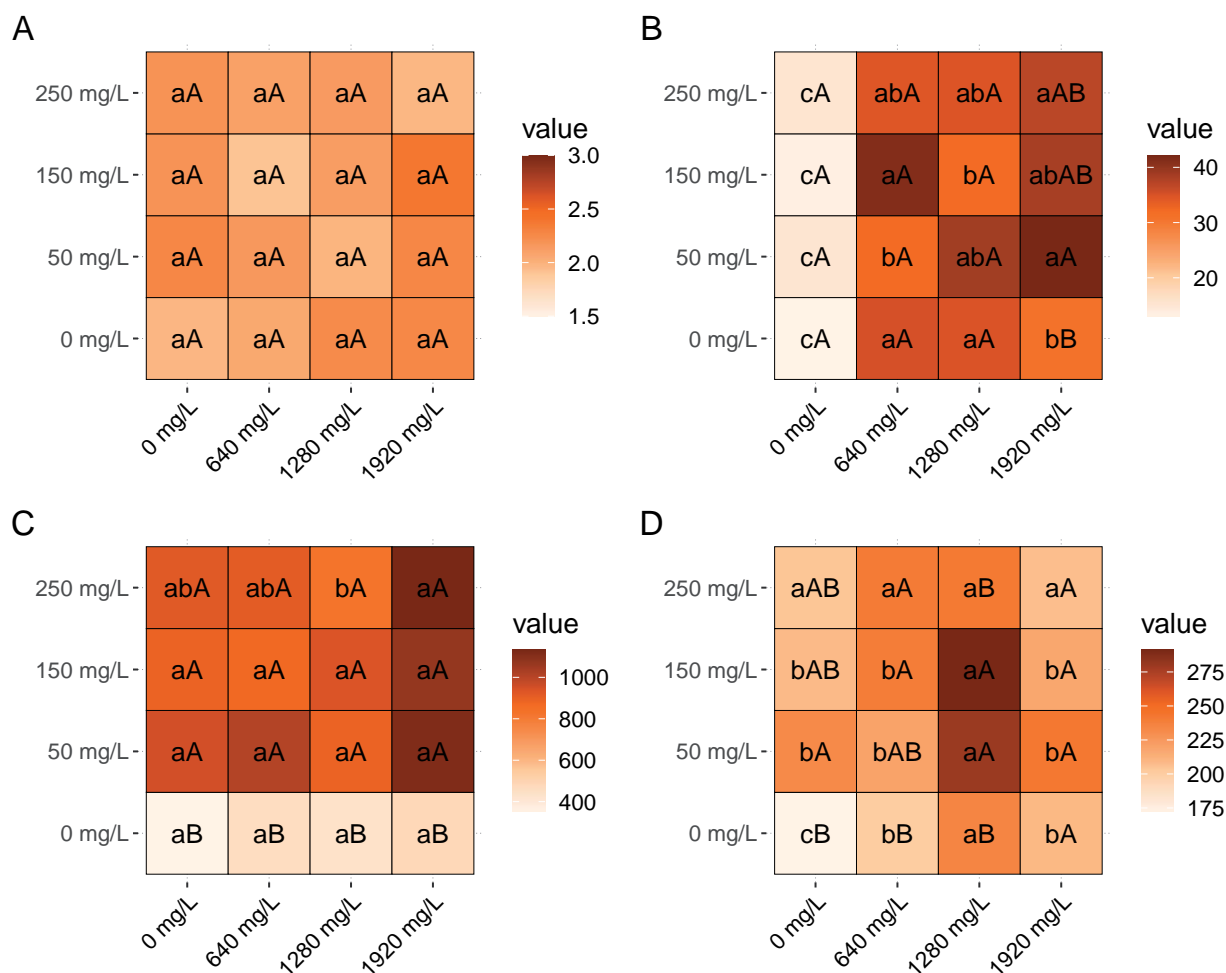 A
250 mg/L aA aA aA aA
150 mg/L aA aA aA aA
50 mg/L aA aA aA aA
0 mg/L aA aA aA aA
0 mg/L 640 mg/L 1280 mg/L 1920 mg/L
value
3.0
2.5
2.0
1.5
B
250 mg/L cA abA abA aAB
150 mg/L cA aA bA abAB
50 mg/L cA bA abA aA
0 mg/L cA aA aA bB
0 mg/L 640 mg/L 1280 mg/L 1920 mg/L
value
40
30
20
C
250 mg/L abA abA bA aA
150 mg/L aA aA aA aA
50 mg/L aA aA aA aA
0 mg/L aB aB aB aB
0 mg/L 640 mg/L 1280 mg/L 1920 mg/L
value
1000
800
600
400
D
250 mg/L aAB aA aB aA
150 mg/L bAB bA aA bA
50 mg/L bA bAB aA bA
0 mg/L cB bB aB bA
0 mg/L 640 mg/L 1280 mg/L 1920 mg/L
value
275
250
225
200
175